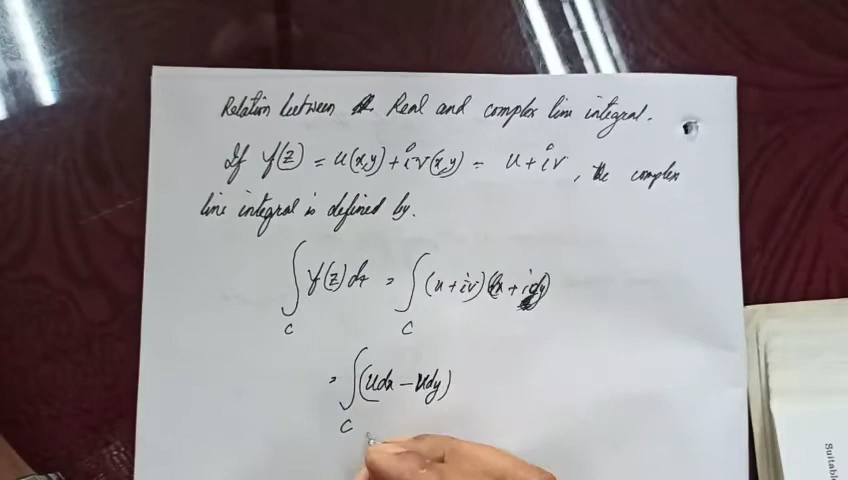 Relation between Real and complex line integral.
If f(z) = u(x,y) + iv(x,y) = u + iv, the complex
line integral is defined by.
∫ f(z) dz = ∫ (u + iv)(dx + idy)
C C
= ∫ (udx - vdy)
C
Suitabl